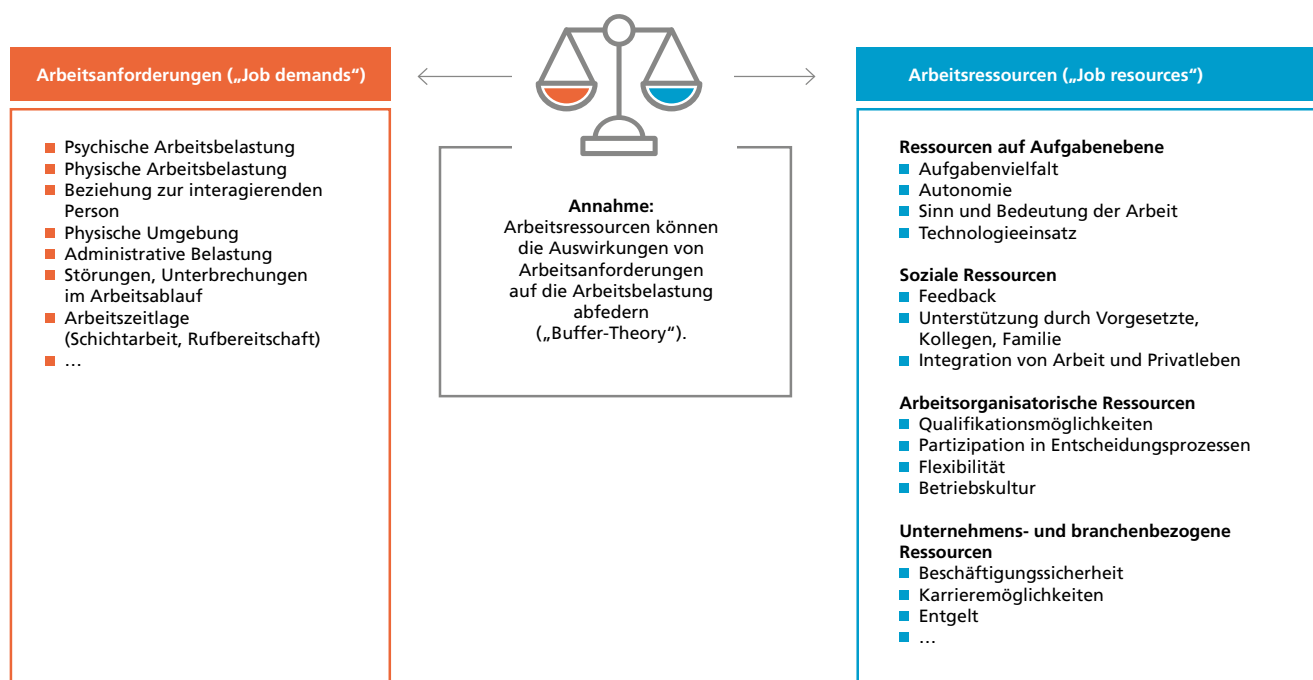 Arbeitsanforderungen („Job demands“)
Psychische Arbeitsbelastung
Physische Arbeitsbelastung
Beziehung zur interagierenden
Person
Physische Umgebung
Administrative Belastung
Störungen, Unterbrechungen
im Arbeitsablauf
Arbeitszeitlage
(Schichtarbeit, Rufbereitschaft)
…
Annahme:
Arbeitsressourcen können
die Auswirkungen von
Arbeitsanforderungen
auf die Arbeitsbelastung
abfedern
(„Buffer-Theory“).
Arbeitsressourcen („Job resources“)
Ressourcen auf Aufgabenebene
Aufgabenvielfalt
Autonomie
Sinn und Bedeutung der Arbeit
Technologieeinsatz
Soziale Ressourcen
Feedback
Unterstützung durch Vorgesetzte,
Kollegen, Familie
Integration von Arbeit und Privatleben
Arbeitsorganisatorische Ressourcen
Qualifikationsmöglichkeiten
Partizipation in Entscheidungsprozessen
Flexibilität
Betriebskultur
Unternehmens- und branchenbezogene
Ressourcen
Beschäftigungssicherheit
Karrieremöglichkeiten
Entgelt
…